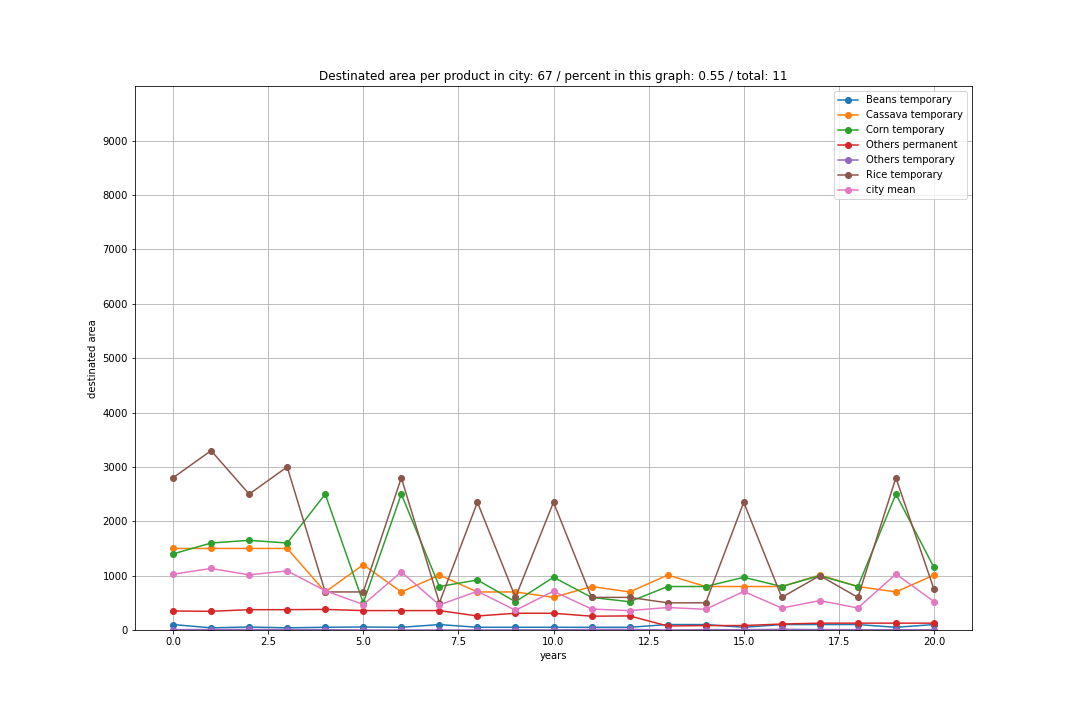 Destinated area per product in city: 67 / percent in this graph: 0.55 / total: 11
Beans temporary
Cassava temporary
Corn temporary
Others permanent
Others temporary
Rice temporary
city mean
destinated area
9000
8000
7000
6000
5000
4000
3000
2000
1000
0
0.0 2.5 5.0 7.5 10.0 12.5 15.0 17.5 20.0
years